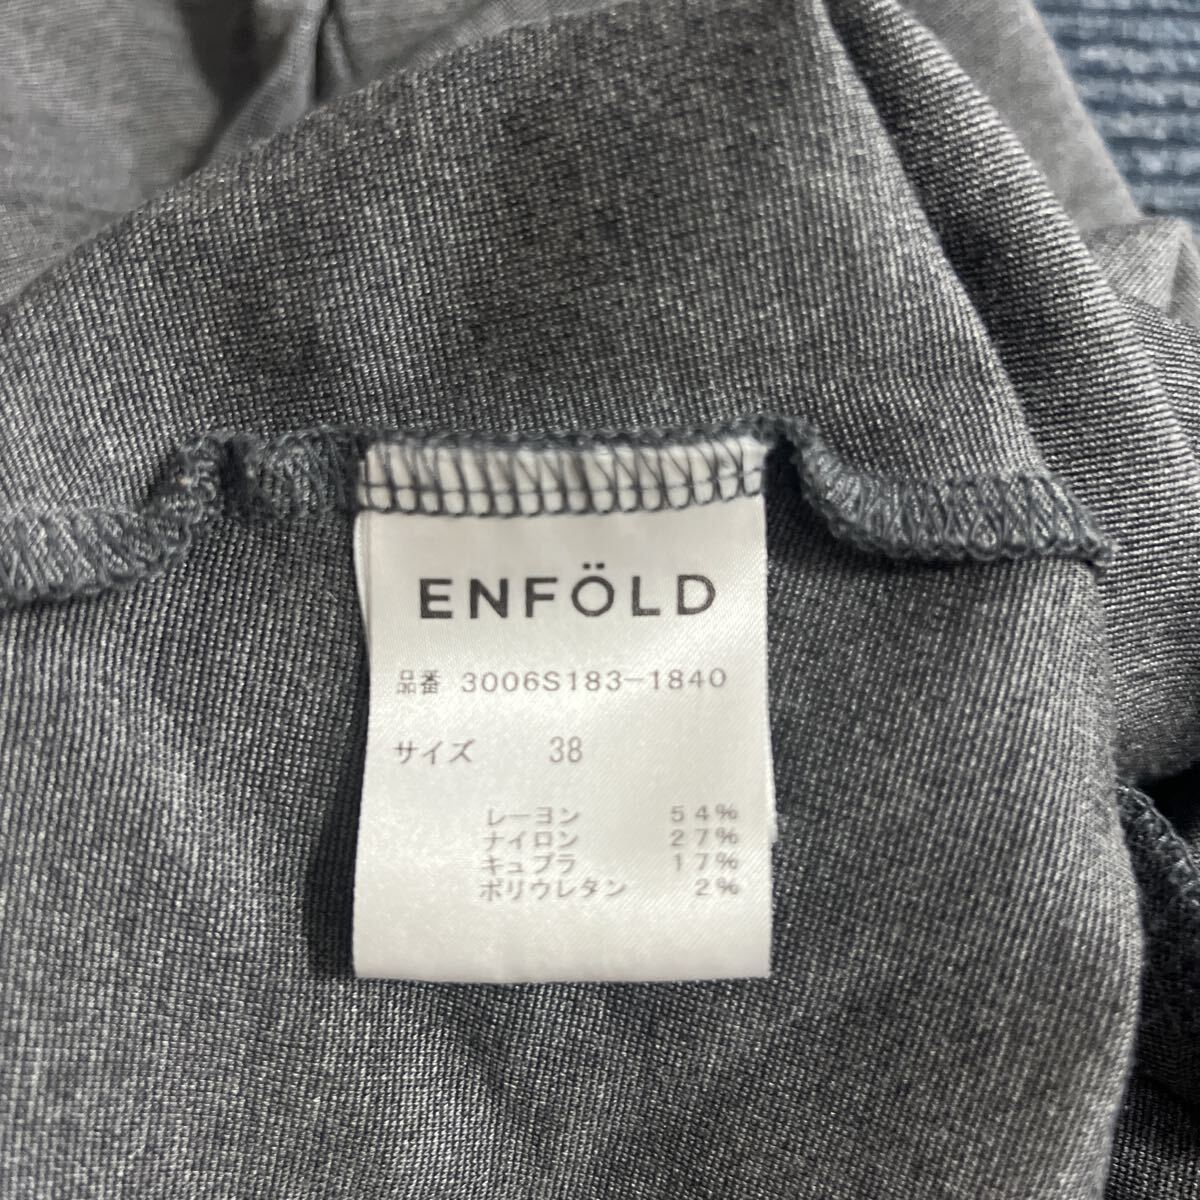 ENFÖLD
品番 3006S183-1840
サイズ 38
レーヨン 54%
ナイロン 27%
キュプラ 17%
ポリウレタン 2%